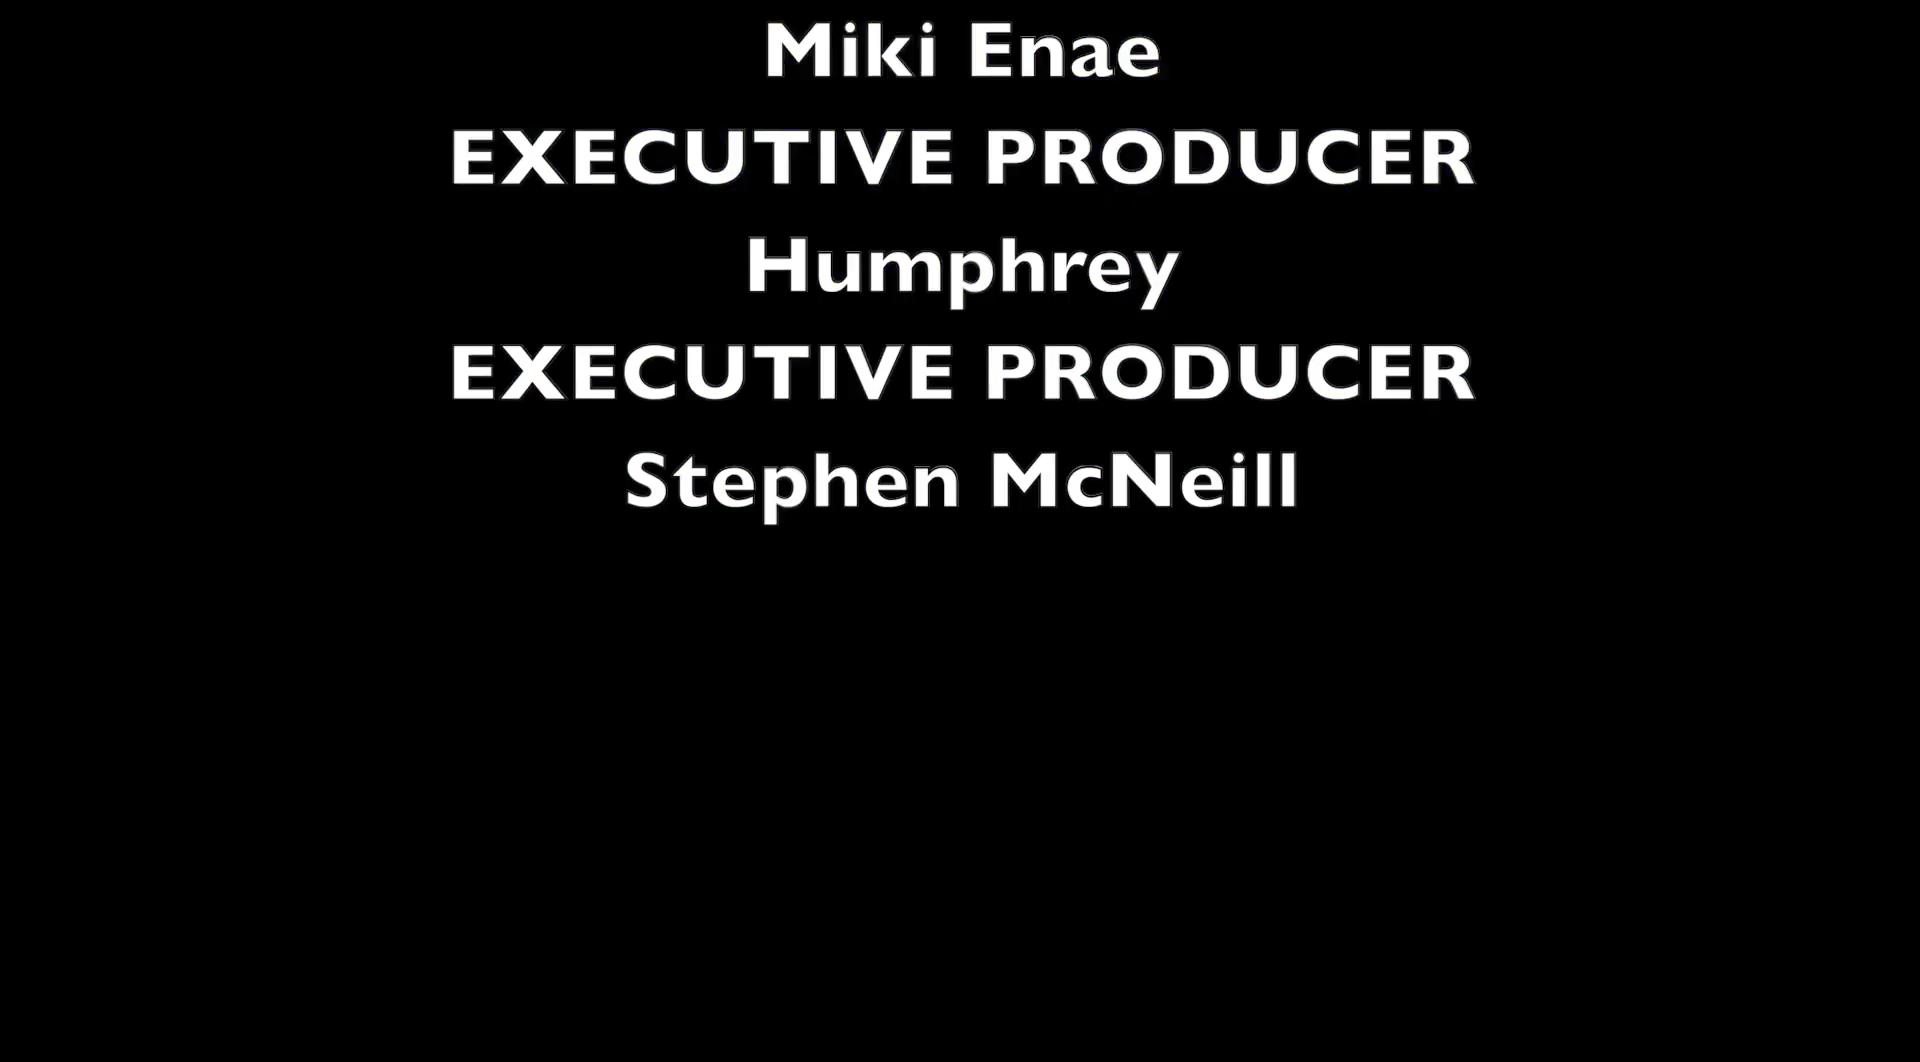 Miki Enae
EXECUTIVE PRODUCER
Humphrey
EXECUTIVE PRODUCER
Stephen McNeill